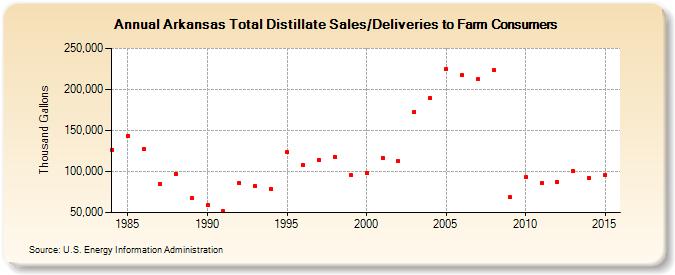 Annual Arkansas Total Distillate Sales/Deliveries to Farm Consumers
Thousand Gallons
250,000
200,000
150,000
100,000
50,000
1985 1990 1995 2000 2005 2010 2015
Source: U.S. Energy Information Administration